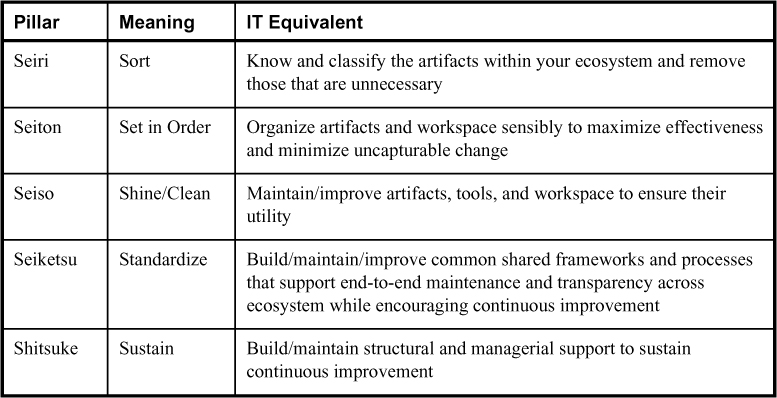 Pillar Meaning IT Equivalent
Seiri Sort Know and classify the artifacts within your ecosystem and remove
those that are unnecessary
Seiton Set in Order Organize artifacts and workspace sensibly to maximize effectiveness
and minimize uncapturable change
Seiso Shine/Clean Maintain/improve artifacts, tools, and workspace to ensure their
utility
Seiketsu Standardize Build/maintain/improve common shared frameworks and processes
that support end-to-end maintenance and transparency across
ecosystem while encouraging continuous improvement
Shitsuke Sustain Build/maintain structural and managerial support to sustain
continuous improvement